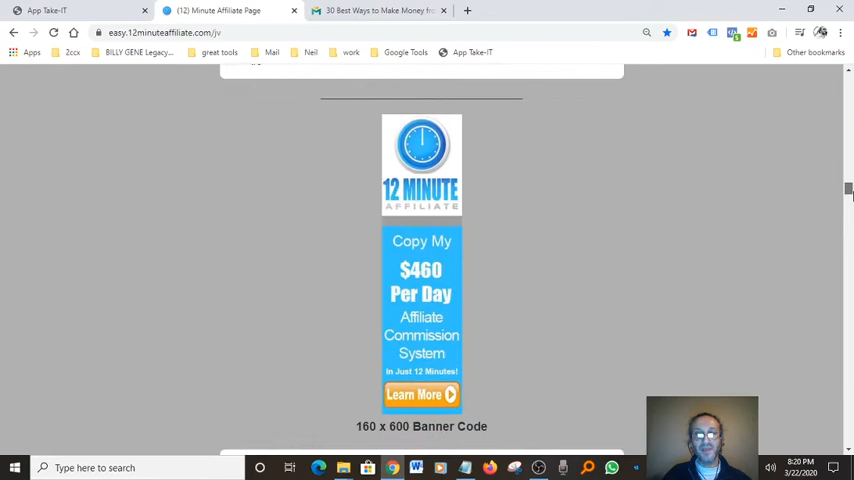 App Take-IT
(12) Minute Affiliate Page
30 Best Ways to Make Money fro
easy.12minuteaffiliate.com/jv
Apps
2ccx
BILLY GENE Legacy...
great tools
Mail
Neil
work
Google Tools
App Take-IT
Other bookmarks
12 MINUTE
AFFILIATE
Copy My
$460
Per Day
Affiliate
Commission
System
In Just 12 Minutes!
Learn More
160 x 600 Banner Code
Type here to search
8:20 PM
3/22/2020